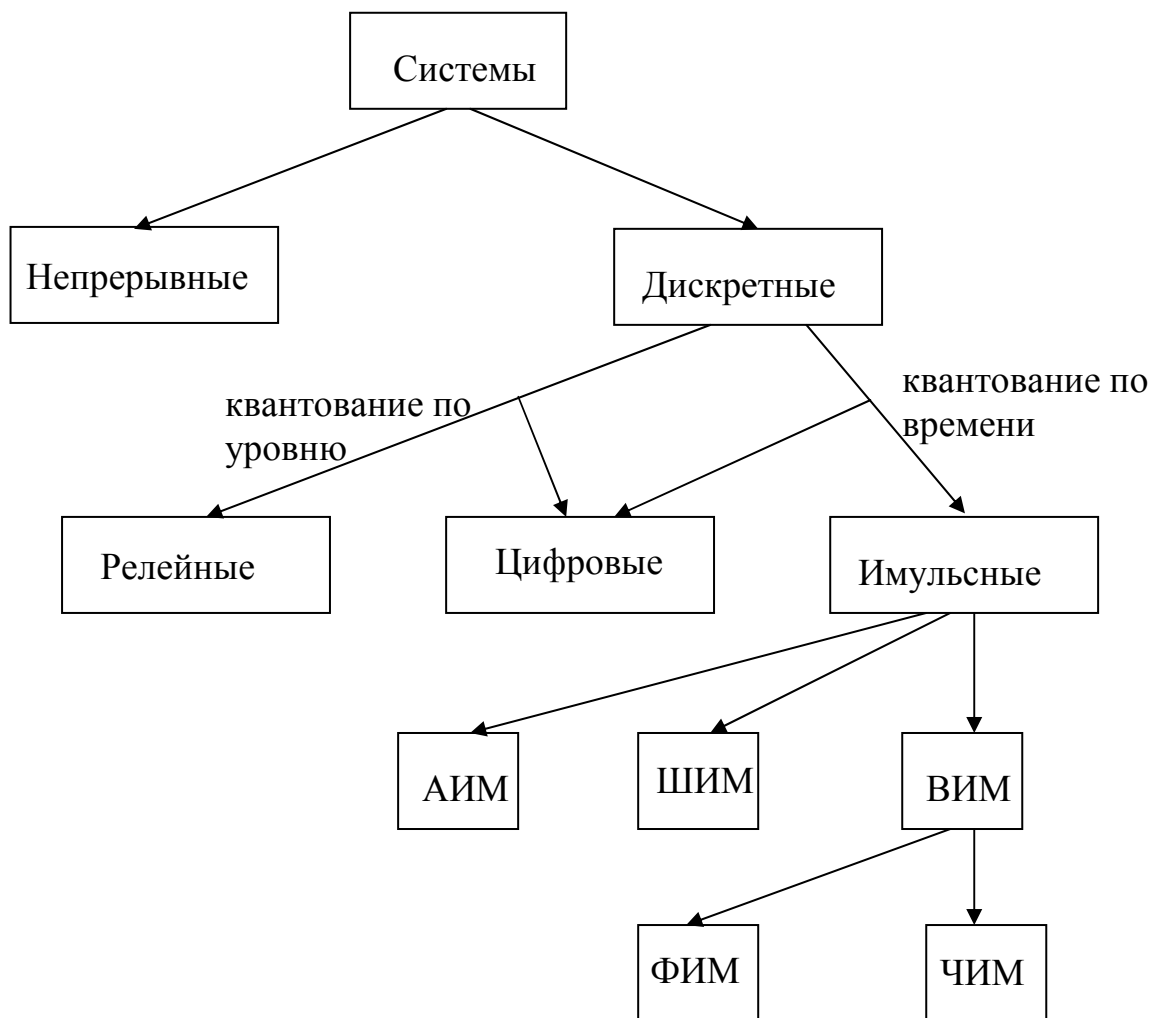 Системы
Непрерывные
Дискретные
квантование по
уровню
квантование по
времени
Релейные
Цифровые
Имульсные
АИМ
ШИМ
ВИМ
ФИМ
ЧИМ